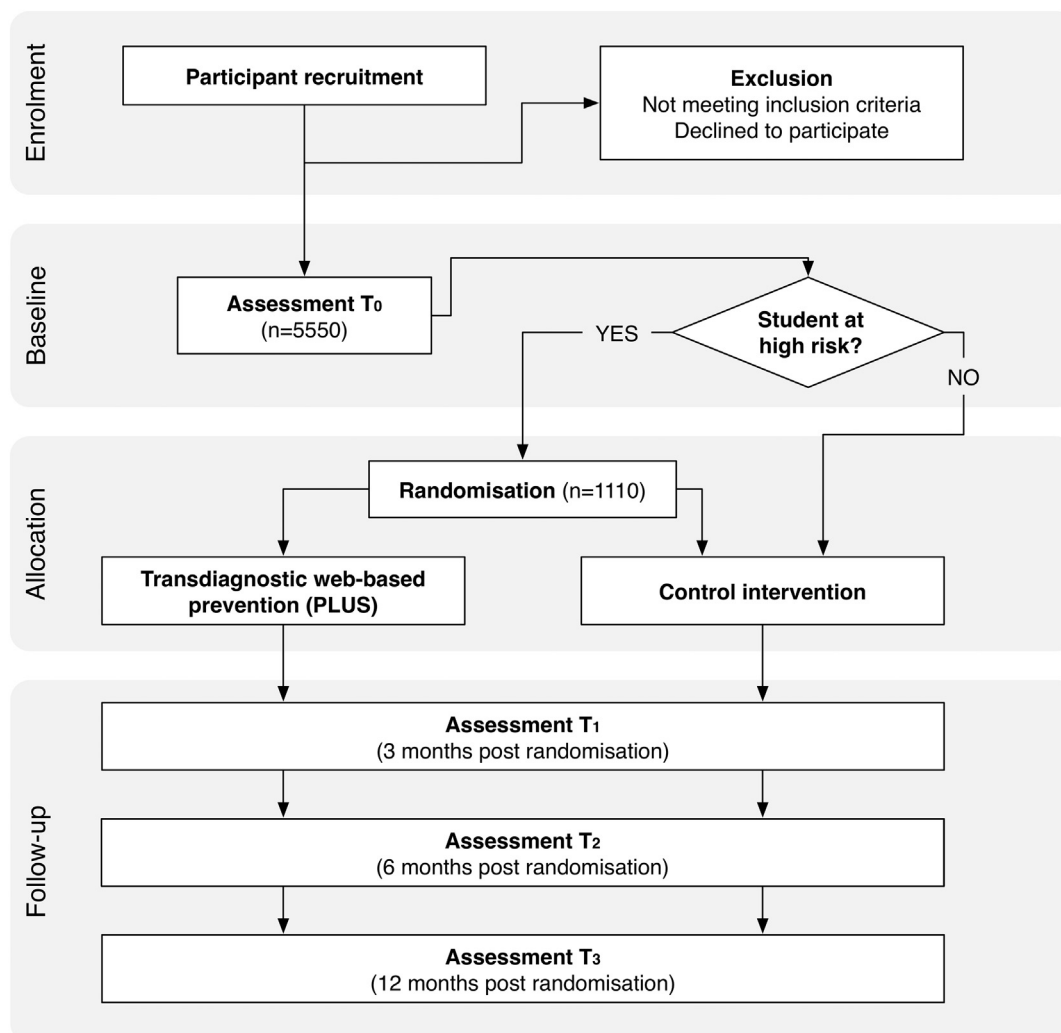 Enrolment
Participant recruitment
Exclusion
Not meeting inclusion criteria
Declined to participate
Baseline
Assessment T0
(n=5550)
Student at
high risk?
YES
NO
Allocation
Randomisation (n=1110)
Transdiagnostic web-based
prevention (PLUS)
Control intervention
Follow-up
Assessment T1
(3 months post randomisation)
Assessment T2
(6 months post randomisation)
Assessment T3
(12 months post randomisation)